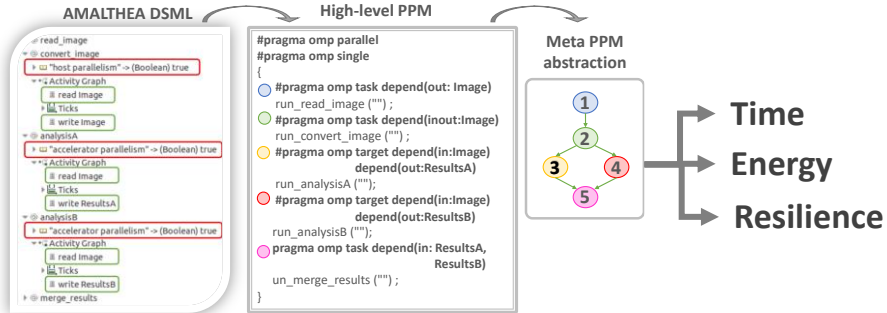 AMALTHEA DSML
read_image
convert_image
"host parallelism" -> (Boolean) true
Activity Graph
read Image
Ticks
write Image
analysisA
"accelerator parallelism" -> (Boolean) true
Activity Graph
read Image
Ticks
write ResultsA
analysisB
"accelerator parallelism" -> (Boolean) true
Activity Graph
read Image
Ticks
write ResultsB
merge_results
High-level PPM
#pragma omp parallel
#pragma omp single
{
#pragma omp task depend(out: Image)
run_read_image ("") ;
#pragma omp task depend(inout:Image)
run_convert_image ("") ;
#pragma omp target depend(in:Image)
depend(out:ResultsA)
run_analysisA ("");
#pragma omp target depend(in:Image)
depend(out:ResultsB)
run_analysisB ("");
pragma omp task depend(in: ResultsA,
ResultsB)
un_merge_results ("") ;
}
Meta PPM
abstraction
1
2
3 4
5
Time
Energy
Resilience